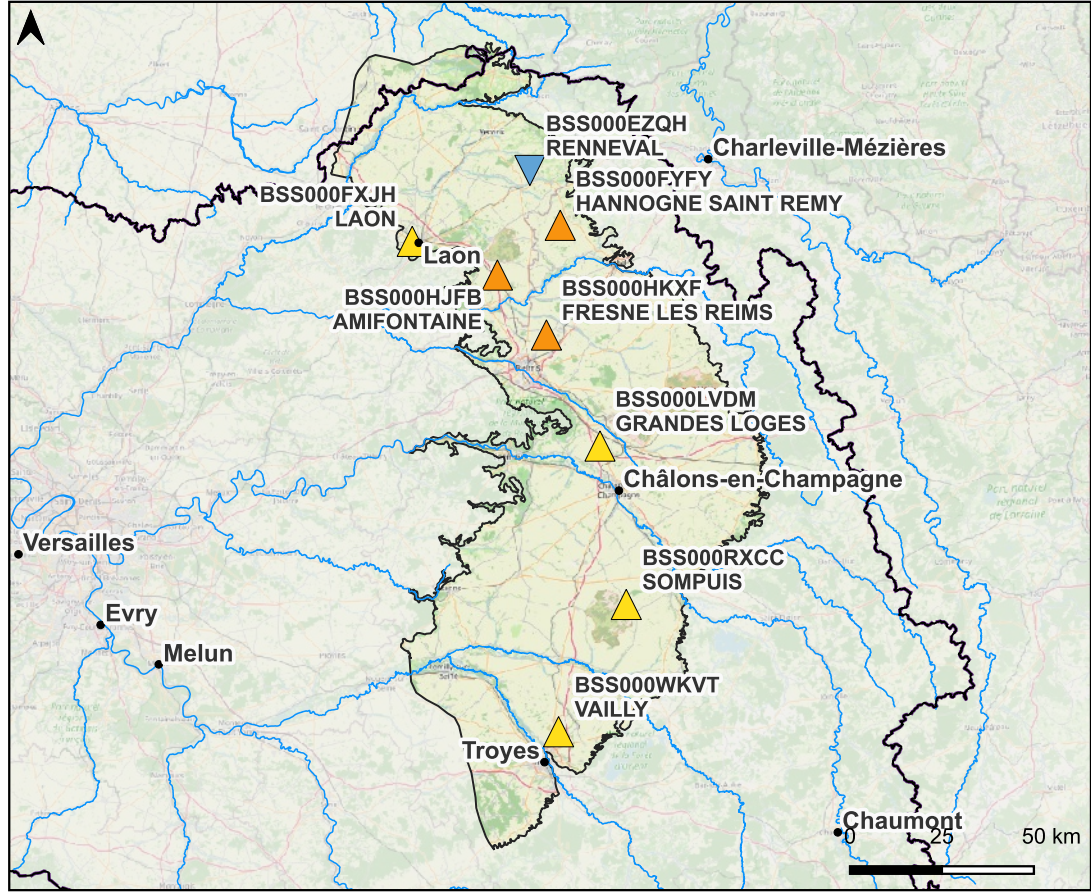 BSS000EZQH
RENNEVAL
Charleville-Mézières
BSS000FYFY
HANNOGNE SAINT REMY
BSS000FXJH
LAON
Laon
BSS000HJFB
AMIFONTAINE
BSS000HKXF
FRESNE LES REIMS
Reims
BSS000LVDM
GRANDES LOGES
Châlons-en-Champagne
Versailles
BSS000RXCC
SOMPUIS
Evry
Melun
BSS000WKVT
VAILLY
Troyes
Chaumont
0 25 50 km